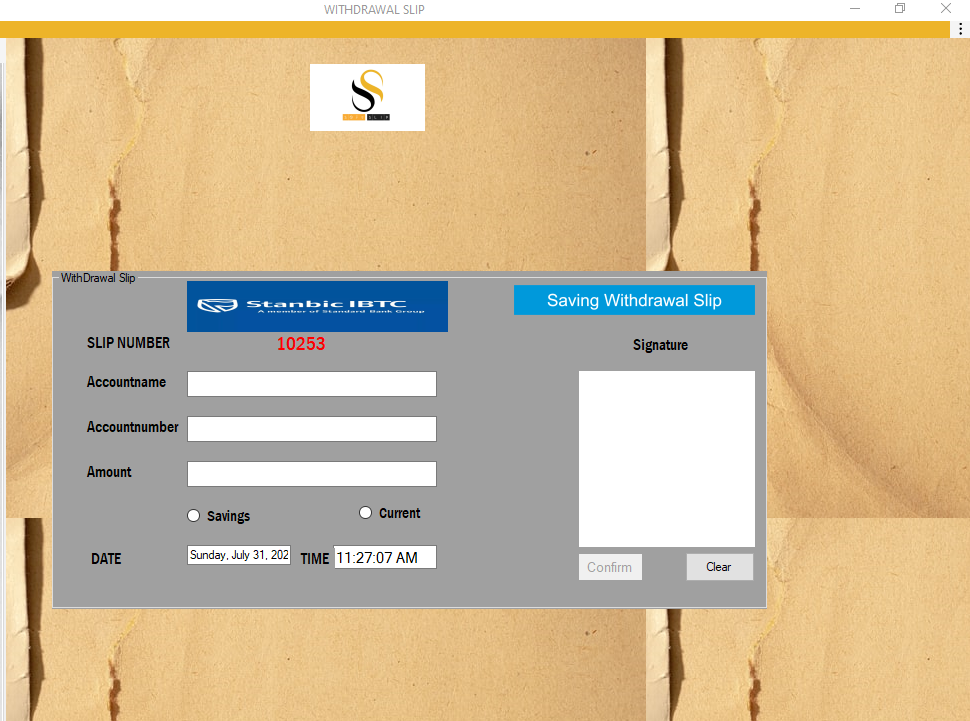 WITHDRAWAL SLIP
SLIP
WithDrawal Slip
Stanbic IBTC
A member of Standard Bank Group
Saving Withdrawal Slip
SLIP NUMBER 10253
Signature
Accountname
Accountnumber
Amount
Savings Current
DATE Sunday, July 31, 202 TIME 11:27:07 AM
Confirm Clear